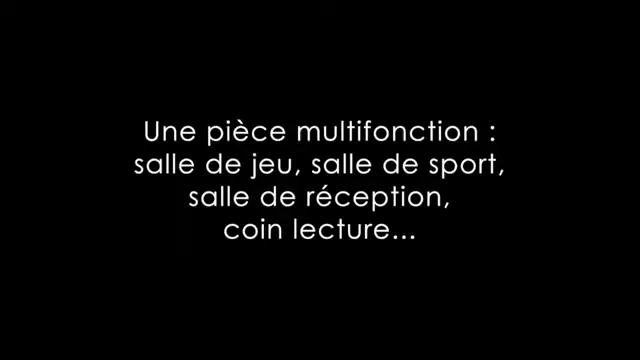 Une pièce multifonction :
salle de jeu, salle de sport,
salle de réception,
coin lecture...